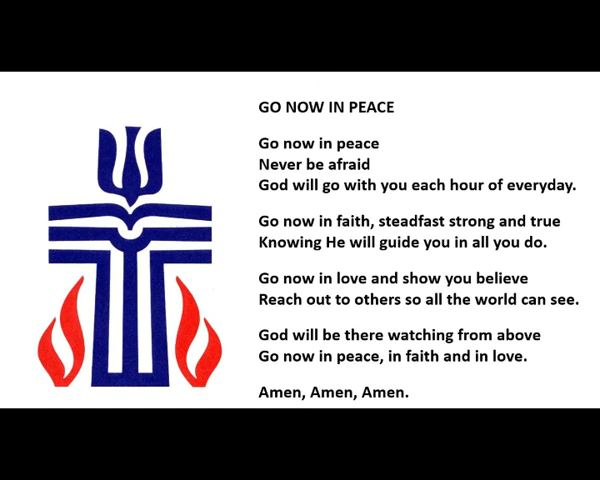 GO NOW IN PEACE
Go now in peace
Never be afraid
God will go with you each hour of everyday.
Go now in faith, steadfast strong and true
Knowing He will guide you in all you do.
Go now in love and show you believe
Reach out to others so all the world can see.
God will be there watching from above
Go now in peace, in faith and in love.
Amen, Amen, Amen.